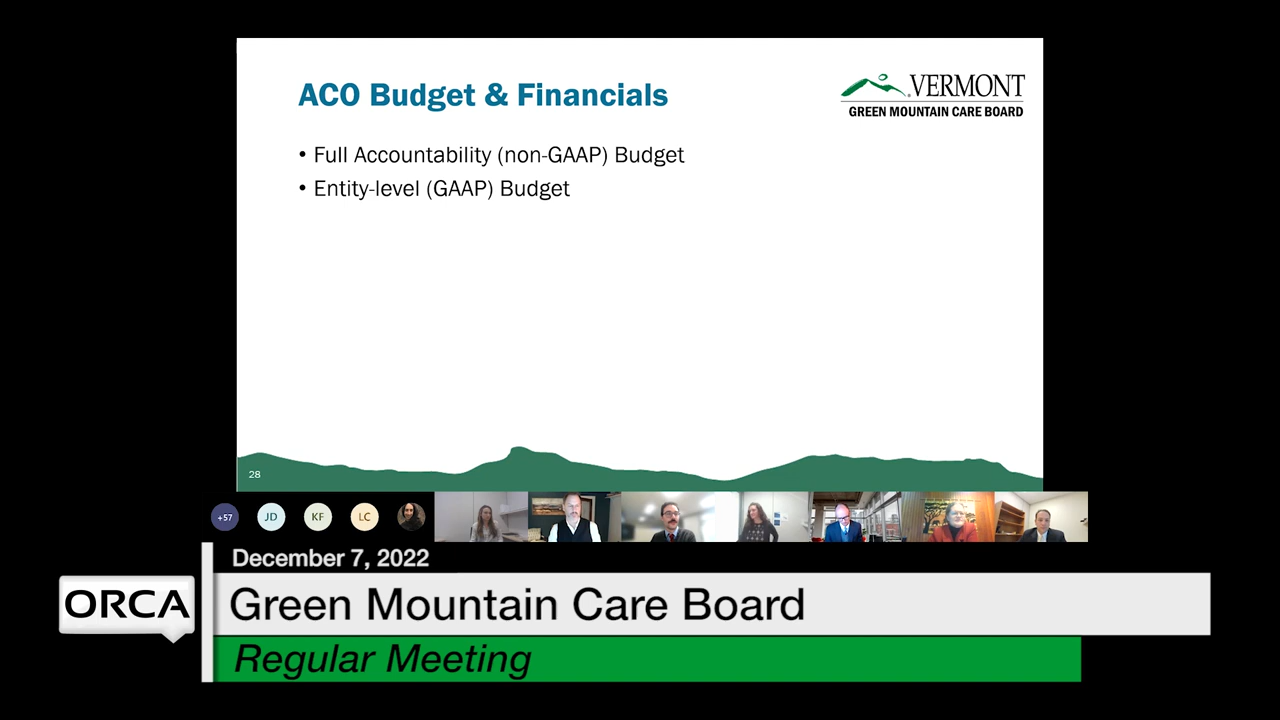 ACO Budget & Financials
VERMONT
GREEN MOUNTAIN CARE BOARD
• Full Accountability (non-GAAP) Budget
• Entity-level (GAAP) Budget
28
+57
JD
KF
LC
December 7, 2022
ORCA
Green Mountain Care Board
Regular Meeting